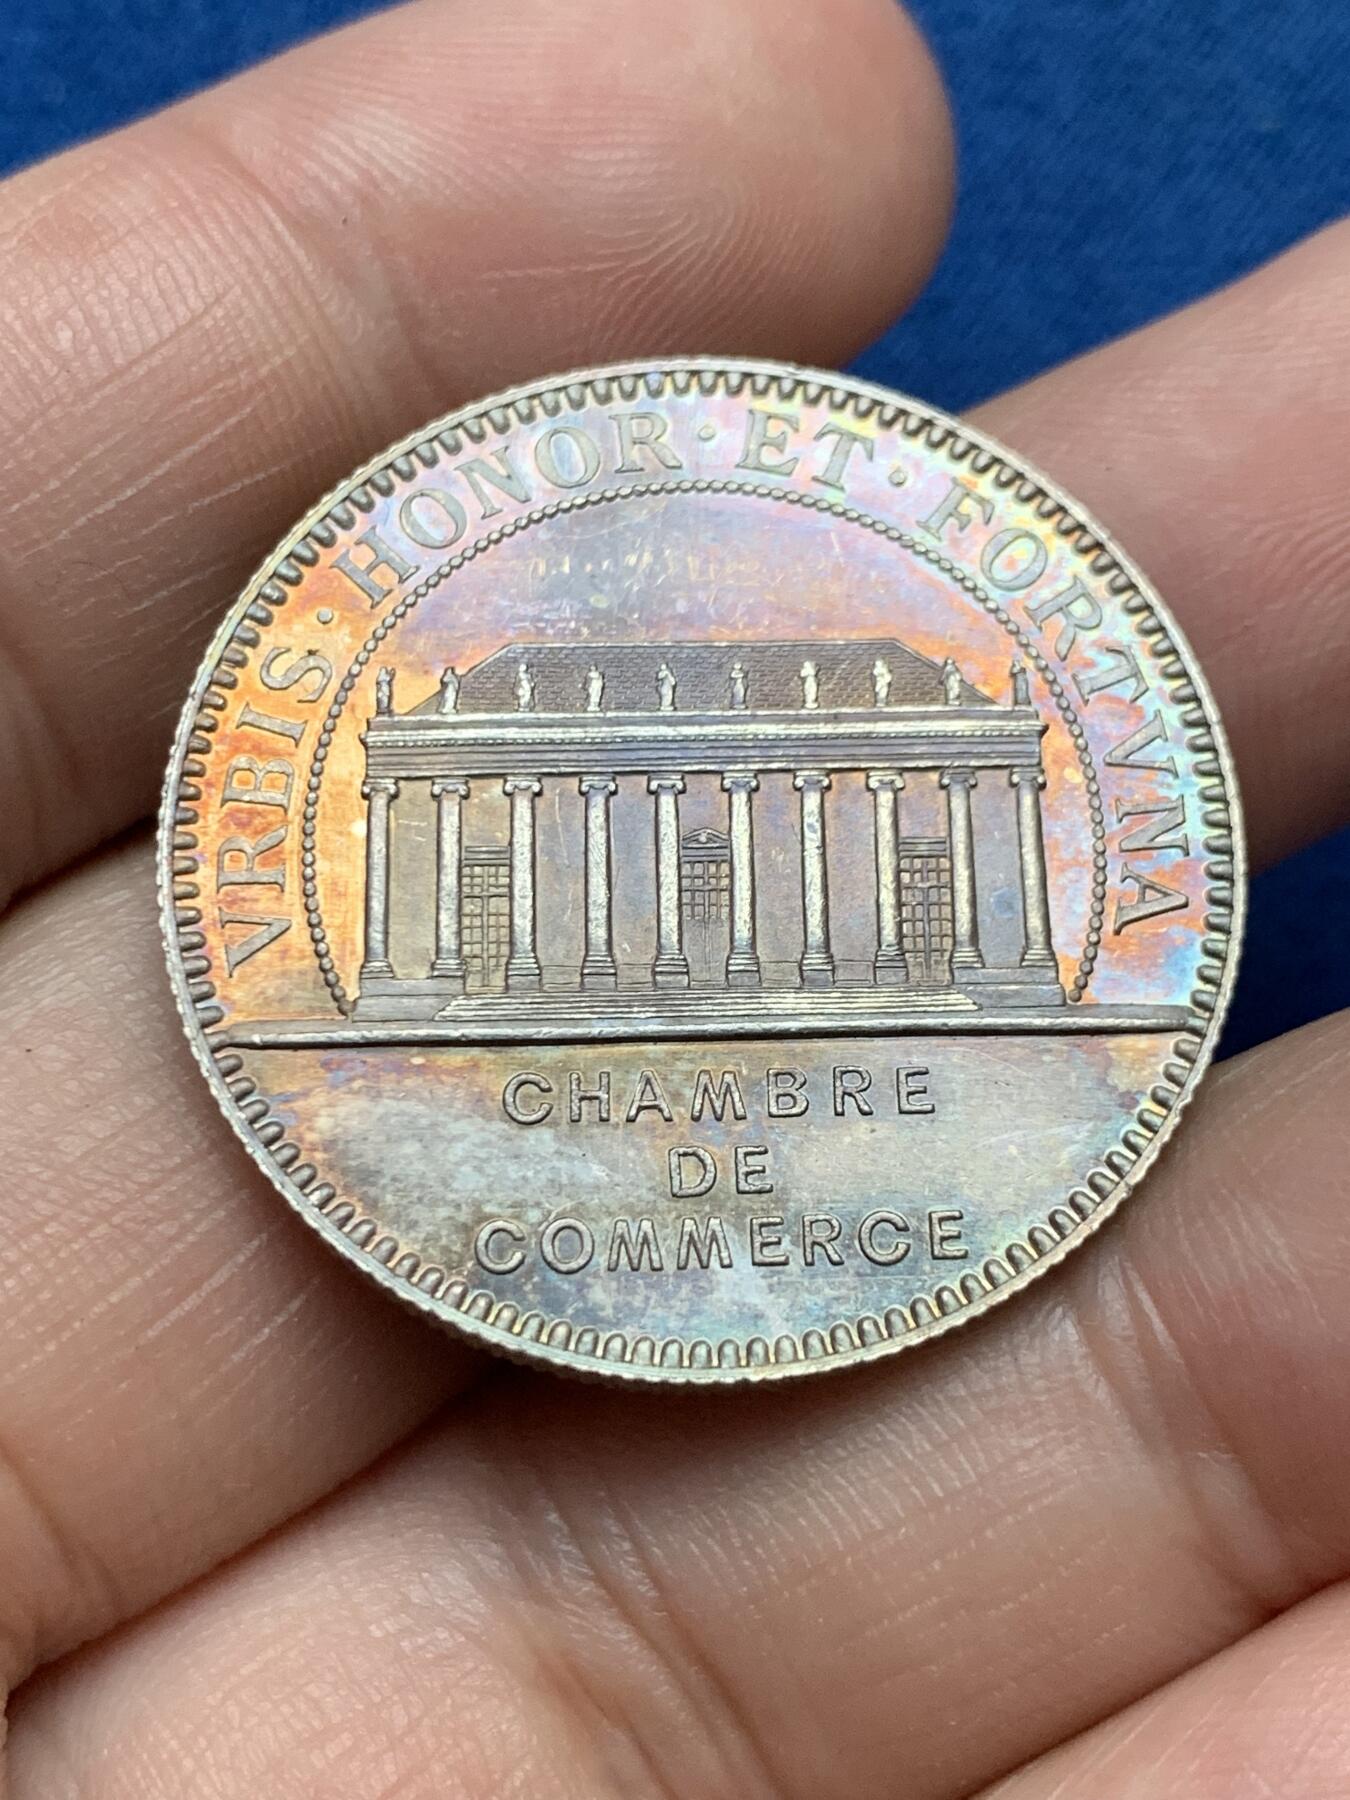 VRBIS · HONOR · ET · FORTVNA
CHAMBRE
DE
COMMERCE